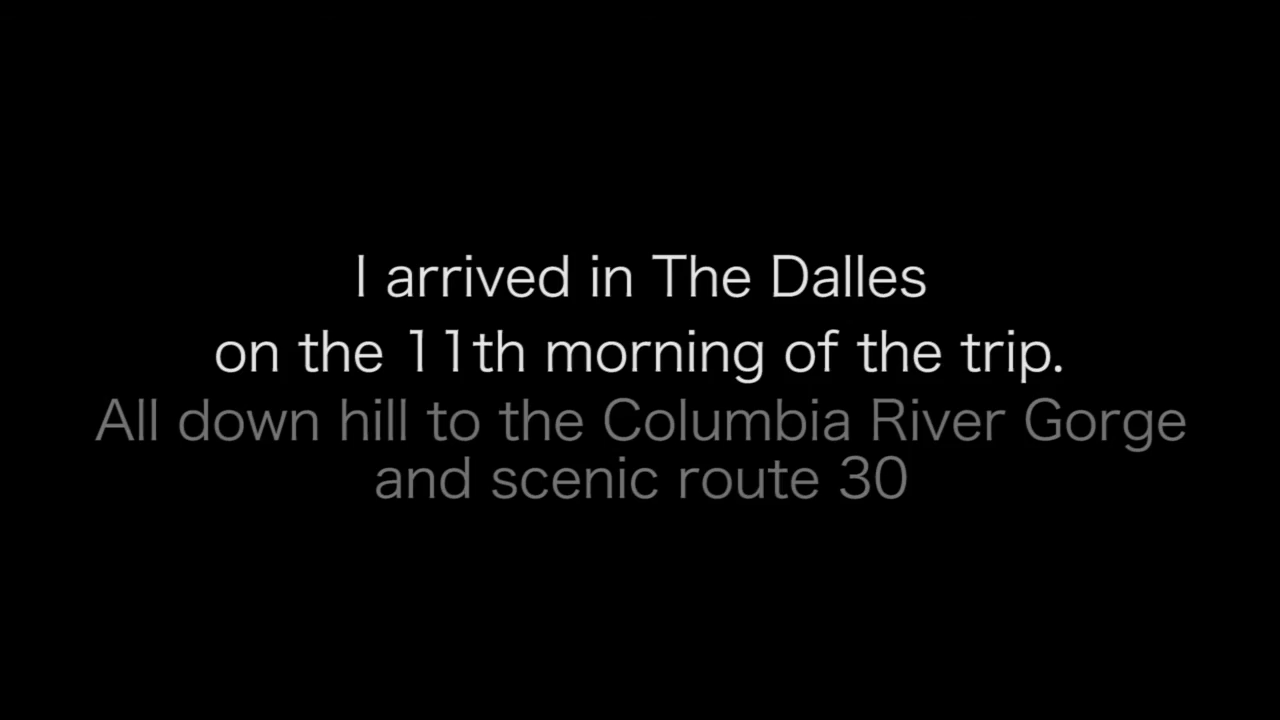 I arrived in The Dalles
on the 11th morning of the trip.
All down hill to the Columbia River Gorge
and scenic route 30